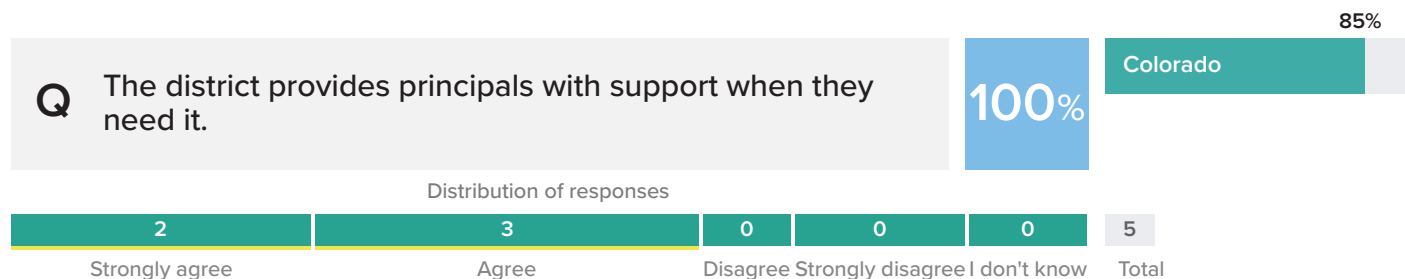 85%
Q
The district provides principals with support when they
need it.
100%
Colorado
Distribution of responses
2 3 0 0 0 5
Strongly agree Agree Disagree Strongly disagree I don't know Total